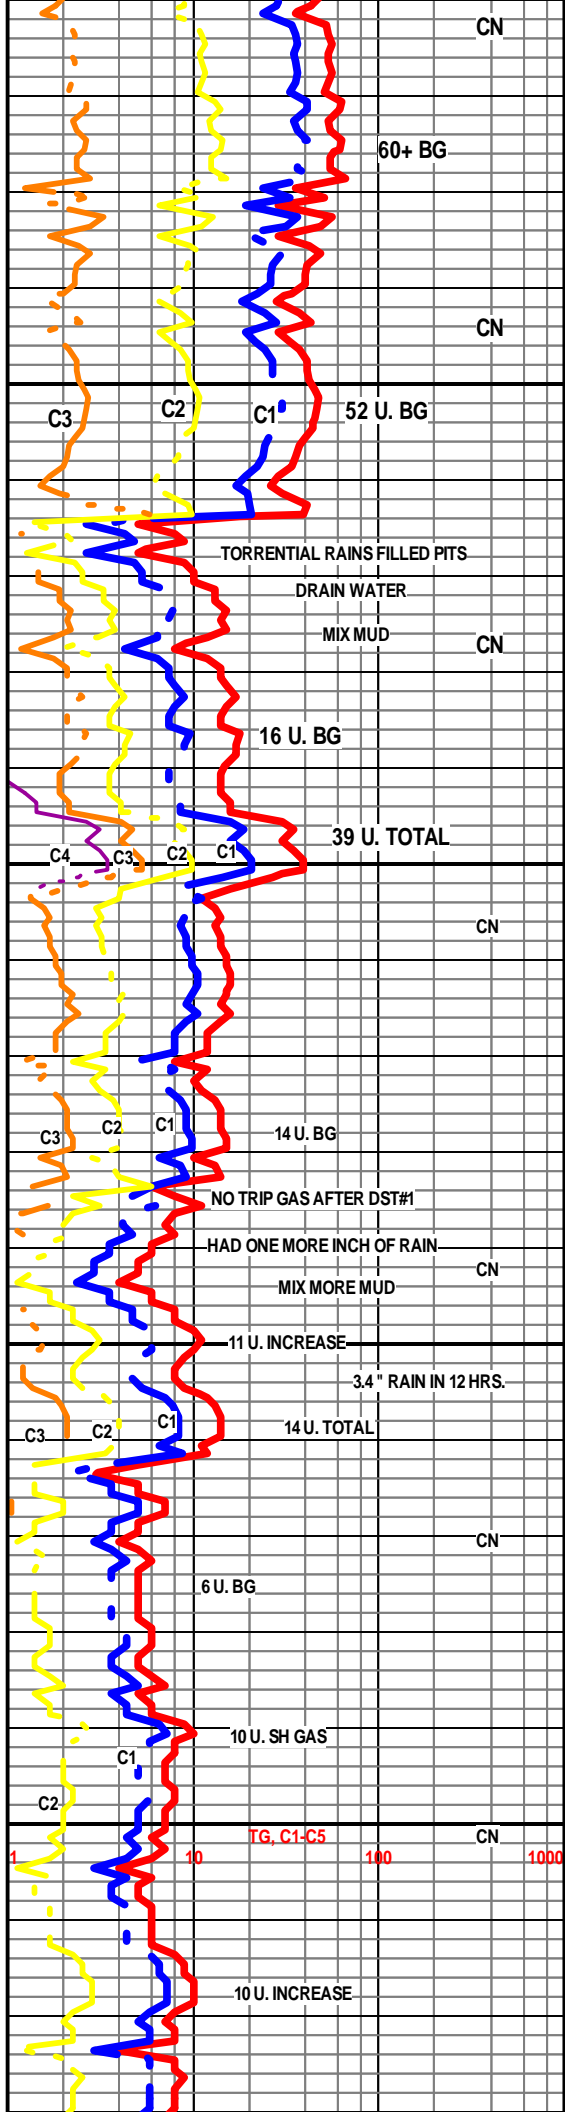 CN
60+ BG
CN
C3
C2
C1
52 U. BG
TORRENTIAL RAINS FILLED PITS
DRAIN WATER
MIX MUD
CN
16 U. BG
39 U. TOTAL
C4
C3
C2
C1
CN
C3
C2
C1
14 U. BG
NO TRIP GAS AFTER DST#1
HAD ONE MORE INCH OF RAIN
CN
MIX MORE MUD
11 U. INCREASE
3.4 " RAIN IN 12 HRS.
C3
C2
C1
14 U. TOTAL
CN
6 U. BG
10 U. SH GAS
C1
C2
TG, C1-C5
CN
1 10 100 1000
10 U. INCREASE